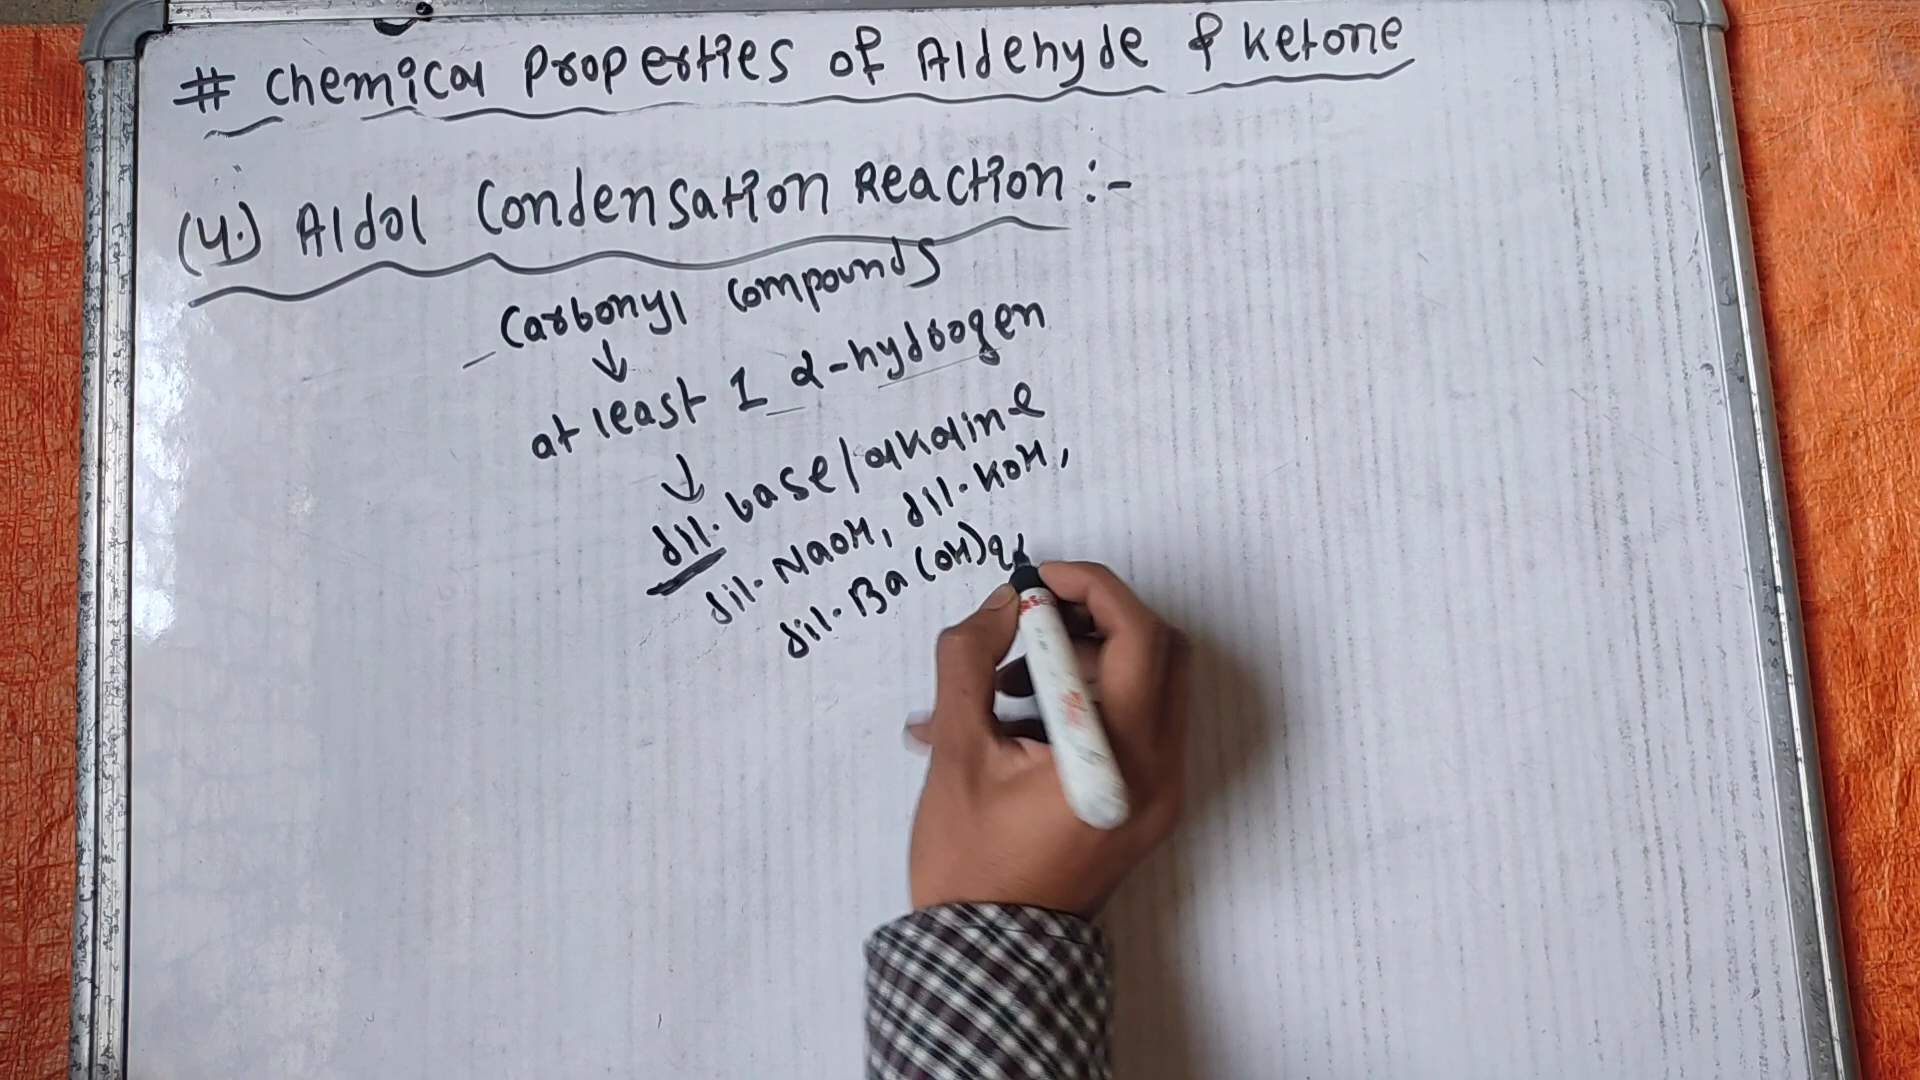 # Chemical Properties of Aldehyde & Ketone
(4.) Aldol Condensation Reaction :-
Carbonyl compounds
↓
at least 1 α-hydrogen
↓
dil. base/alkaline
dil. NaOH, dil. KOH,
dil. Ba(OH)2